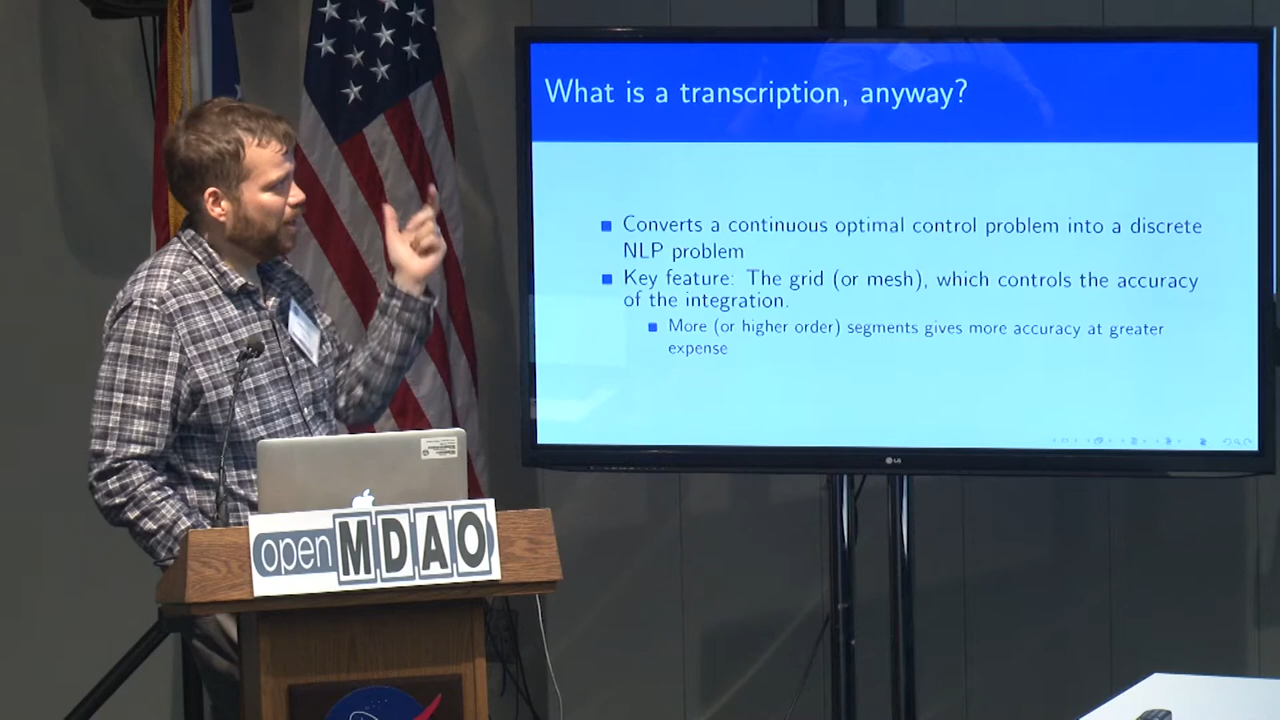 What is a transcription, anyway?
Converts a continuous optimal control problem into a discrete
NLP problem
Key feature: The grid (or mesh), which controls the accuracy
of the integration.
More (or higher order) segments gives more accuracy at greater
expense
LG
open MDAO